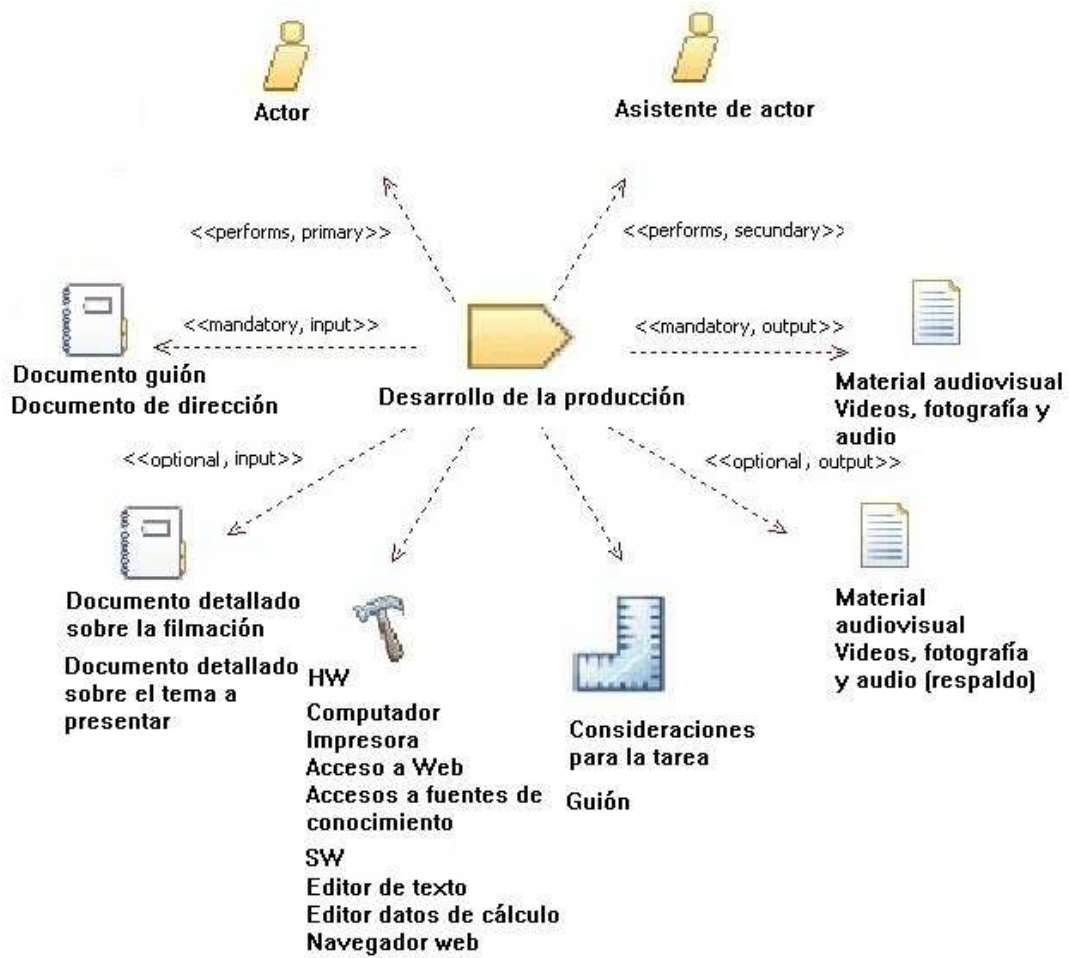 Actor
Asistente de actor
<<performs, primary>>
<<performs, secundary>>
<<mandatory, input>>
<<mandatory, output>>
Documento guión
Documento de dirección
Desarrollo de la producción
Material audiovisual
Videos, fotografía y
audio
<<optional, input>>
<<optional, output>>
Documento detallado
sobre la filmación
Documento detallado
sobre el tema a
presentar
HW
Computador
Impresora
Acceso a Web
Accesos a fuentes de
conocimiento
SW
Editor de texto
Editor datos de cálculo
Navegador web
Consideraciones
para la tarea
Guión
Material
audiovisual
Videos, fotografía
y audio (respaldo)